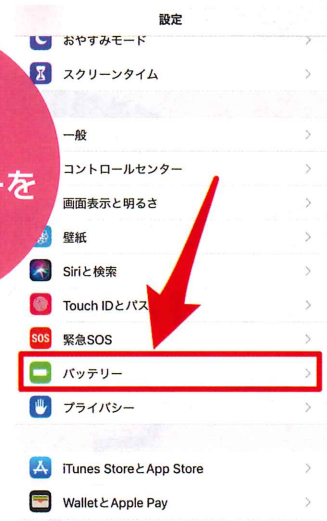 設定
おやすみモード
スクリーンタイム
一般
コントロールセンター
を
画面表示と明るさ
壁紙
Siriと検索
Touch IDとパス
SOS
緊急SOS
バッテリー
プライバシー
iTunes StoreとApp Store
WalletとApple Pay